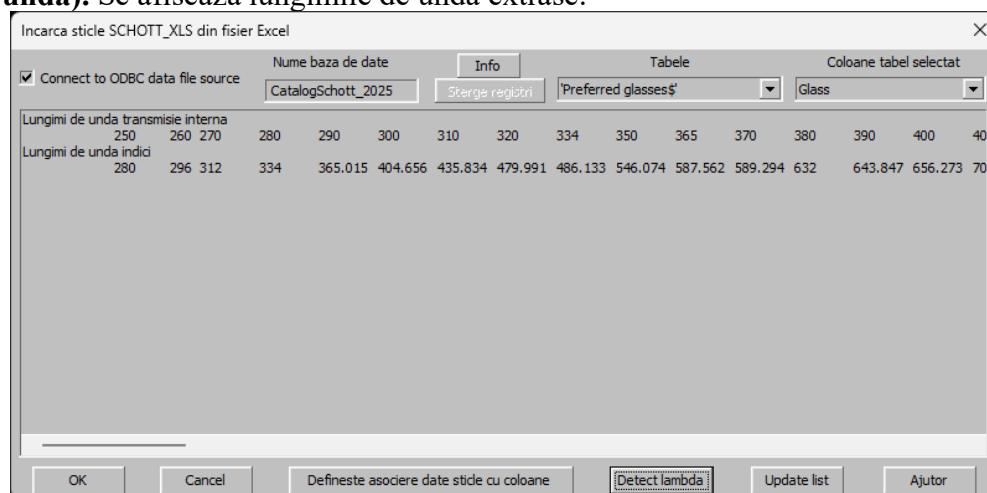 unda). Se afiseaza lungimile de unda extrase:
Incarca sticle SCHOTT_XLS din fisier Excel
Connect to ODBC data file source
Nume baza de date
Info
Tabele
Coloane tabel selectat
CatalogSchott_2025
Sterge registri
'Preferred glasses$'
Glass
Lungimi de unda transmisie interna
250 260 270 280 290 300 310 320 334 350 365 370 380 390 400 40
Lungimi de unda indici
280 296 312 334 365.015 404.656 435.834 479.991 486.133 546.074 587.562 589.294 632 643.847 656.273 70
OK
Cancel
Defineste asociere date sticle cu coloane
Detect lambda
Update list
Ajutor